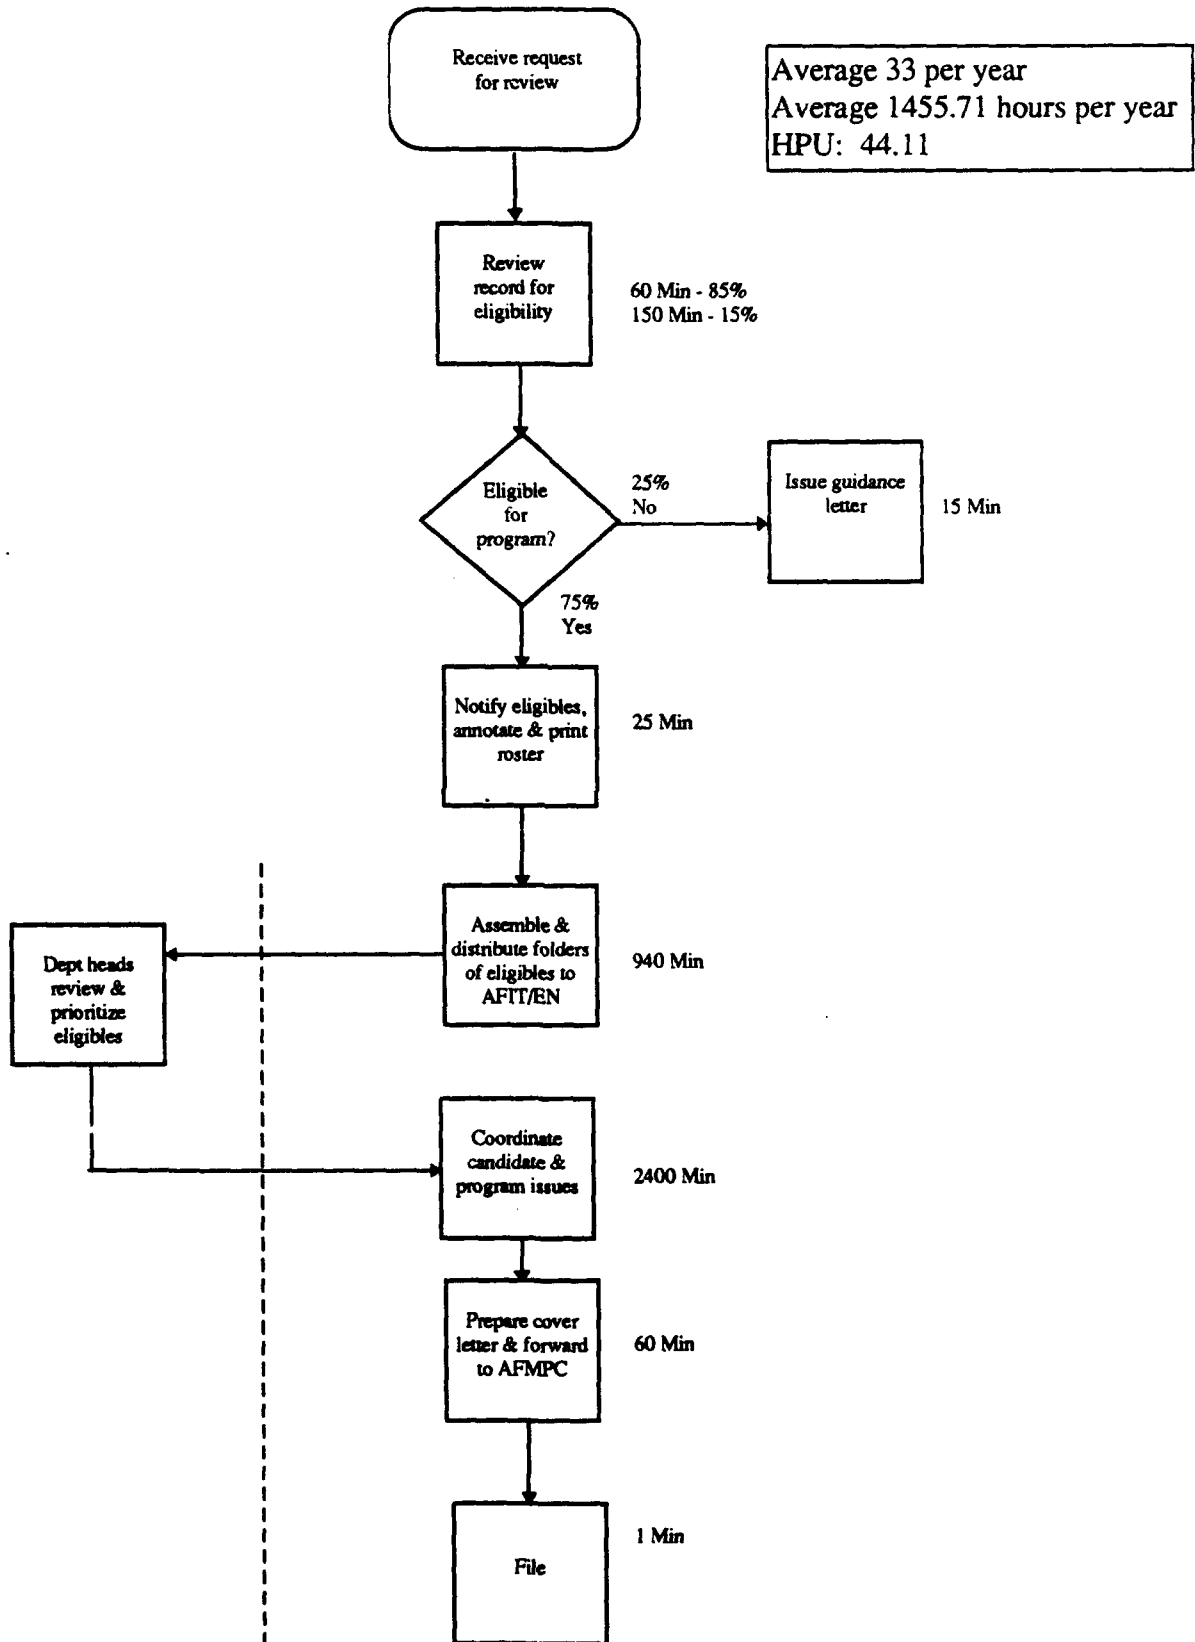 Receive request
for review
Average 33 per year
Average 1455.71 hours per year
HPU: 44.11
Review
record for
eligibility
60 Min - 85%
150 Min - 15%
Eligible
for
program?
25%
No
Issue guidance
letter
15 Min
75%
Yes
Notify eligibles,
annotate & print
roster
25 Min
Assemble &
distribute folders
of eligibles to
AFIT/EN
940 Min
Dept heads
review &
prioritize
eligibles
Coordinate
candidate &
program issues
2400 Min
Prepare cover
letter & forward
to AFMPC
60 Min
File
1 Min